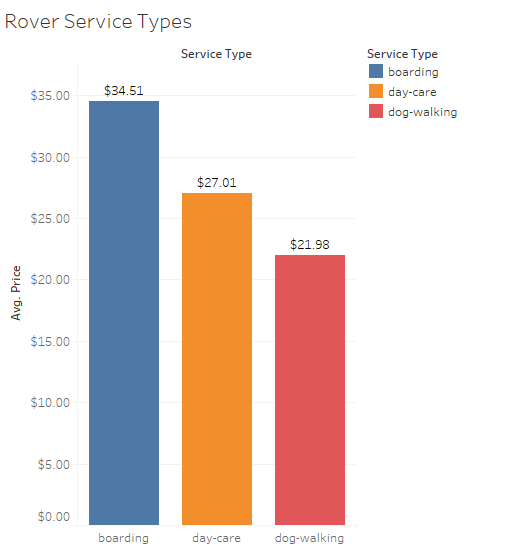 Rover Service Types
Service Type
Service Type
boarding
day-care
dog-walking
$34.51
$27.01
$21.98
Avg. Price
$35.00
$30.00
$25.00
$20.00
$15.00
$10.00
$5.00
$0.00
boarding day-care dog-walking